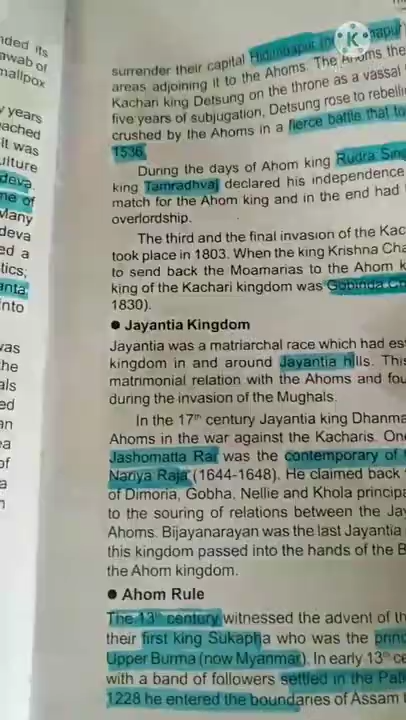 nded its
awab of
mallpox
y years
eached
It was
ulture
deva.
me of
Many
deva
ed a
tics;
anta.
into
was
the
als
ed
an
ea
of
a
n
K
surrender their capital Hidimbapur
areas adjoining it to the Ahoms. The Ahoms the
Kachari king Detsung on the throne as a vassal
five years of subjugation, Detsung rose to rebelli
crushed by the Ahoms in a fierce battle that to
1536.
During the days of Ahom king Rudra Sing
king Tamradhvaj declared his independence
match for the Ahom king and in the end had
overlordship.
The third and the final invasion of the Kac
took place in 1803. When the king Krishna Cha
to send back the Moamarias to the Ahom k
king of the Kachari kingdom was Gobinda Ch
1830).
● Jayantia Kingdom
Jayantia was a matriarchal race which had es
kingdom in and around Jayantia hills. This
matrimonial relation with the Ahoms and fou
during the invasion of the Mughals.
In the 17th century Jayantia king Dhanma
Ahoms in the war against the Kacharis. One
Jashomatta Rai was the contemporary of
Nariya Raja (1644-1648). He claimed back
of Dimoria, Gobha, Nellie and Khola principa
to the souring of relations between the Jay
Ahoms. Bijayanarayan was the last Jayantia
this kingdom passed into the hands of the B
the Ahom kingdom.
● Ahom Rule
The 13th century witnessed the advent of th
their first king Sukapha who was the princ
Upper Burma (now Myanmar). In early 13th ce
with a band of followers settled in the Patk
1228 he entered the boundaries of Assam